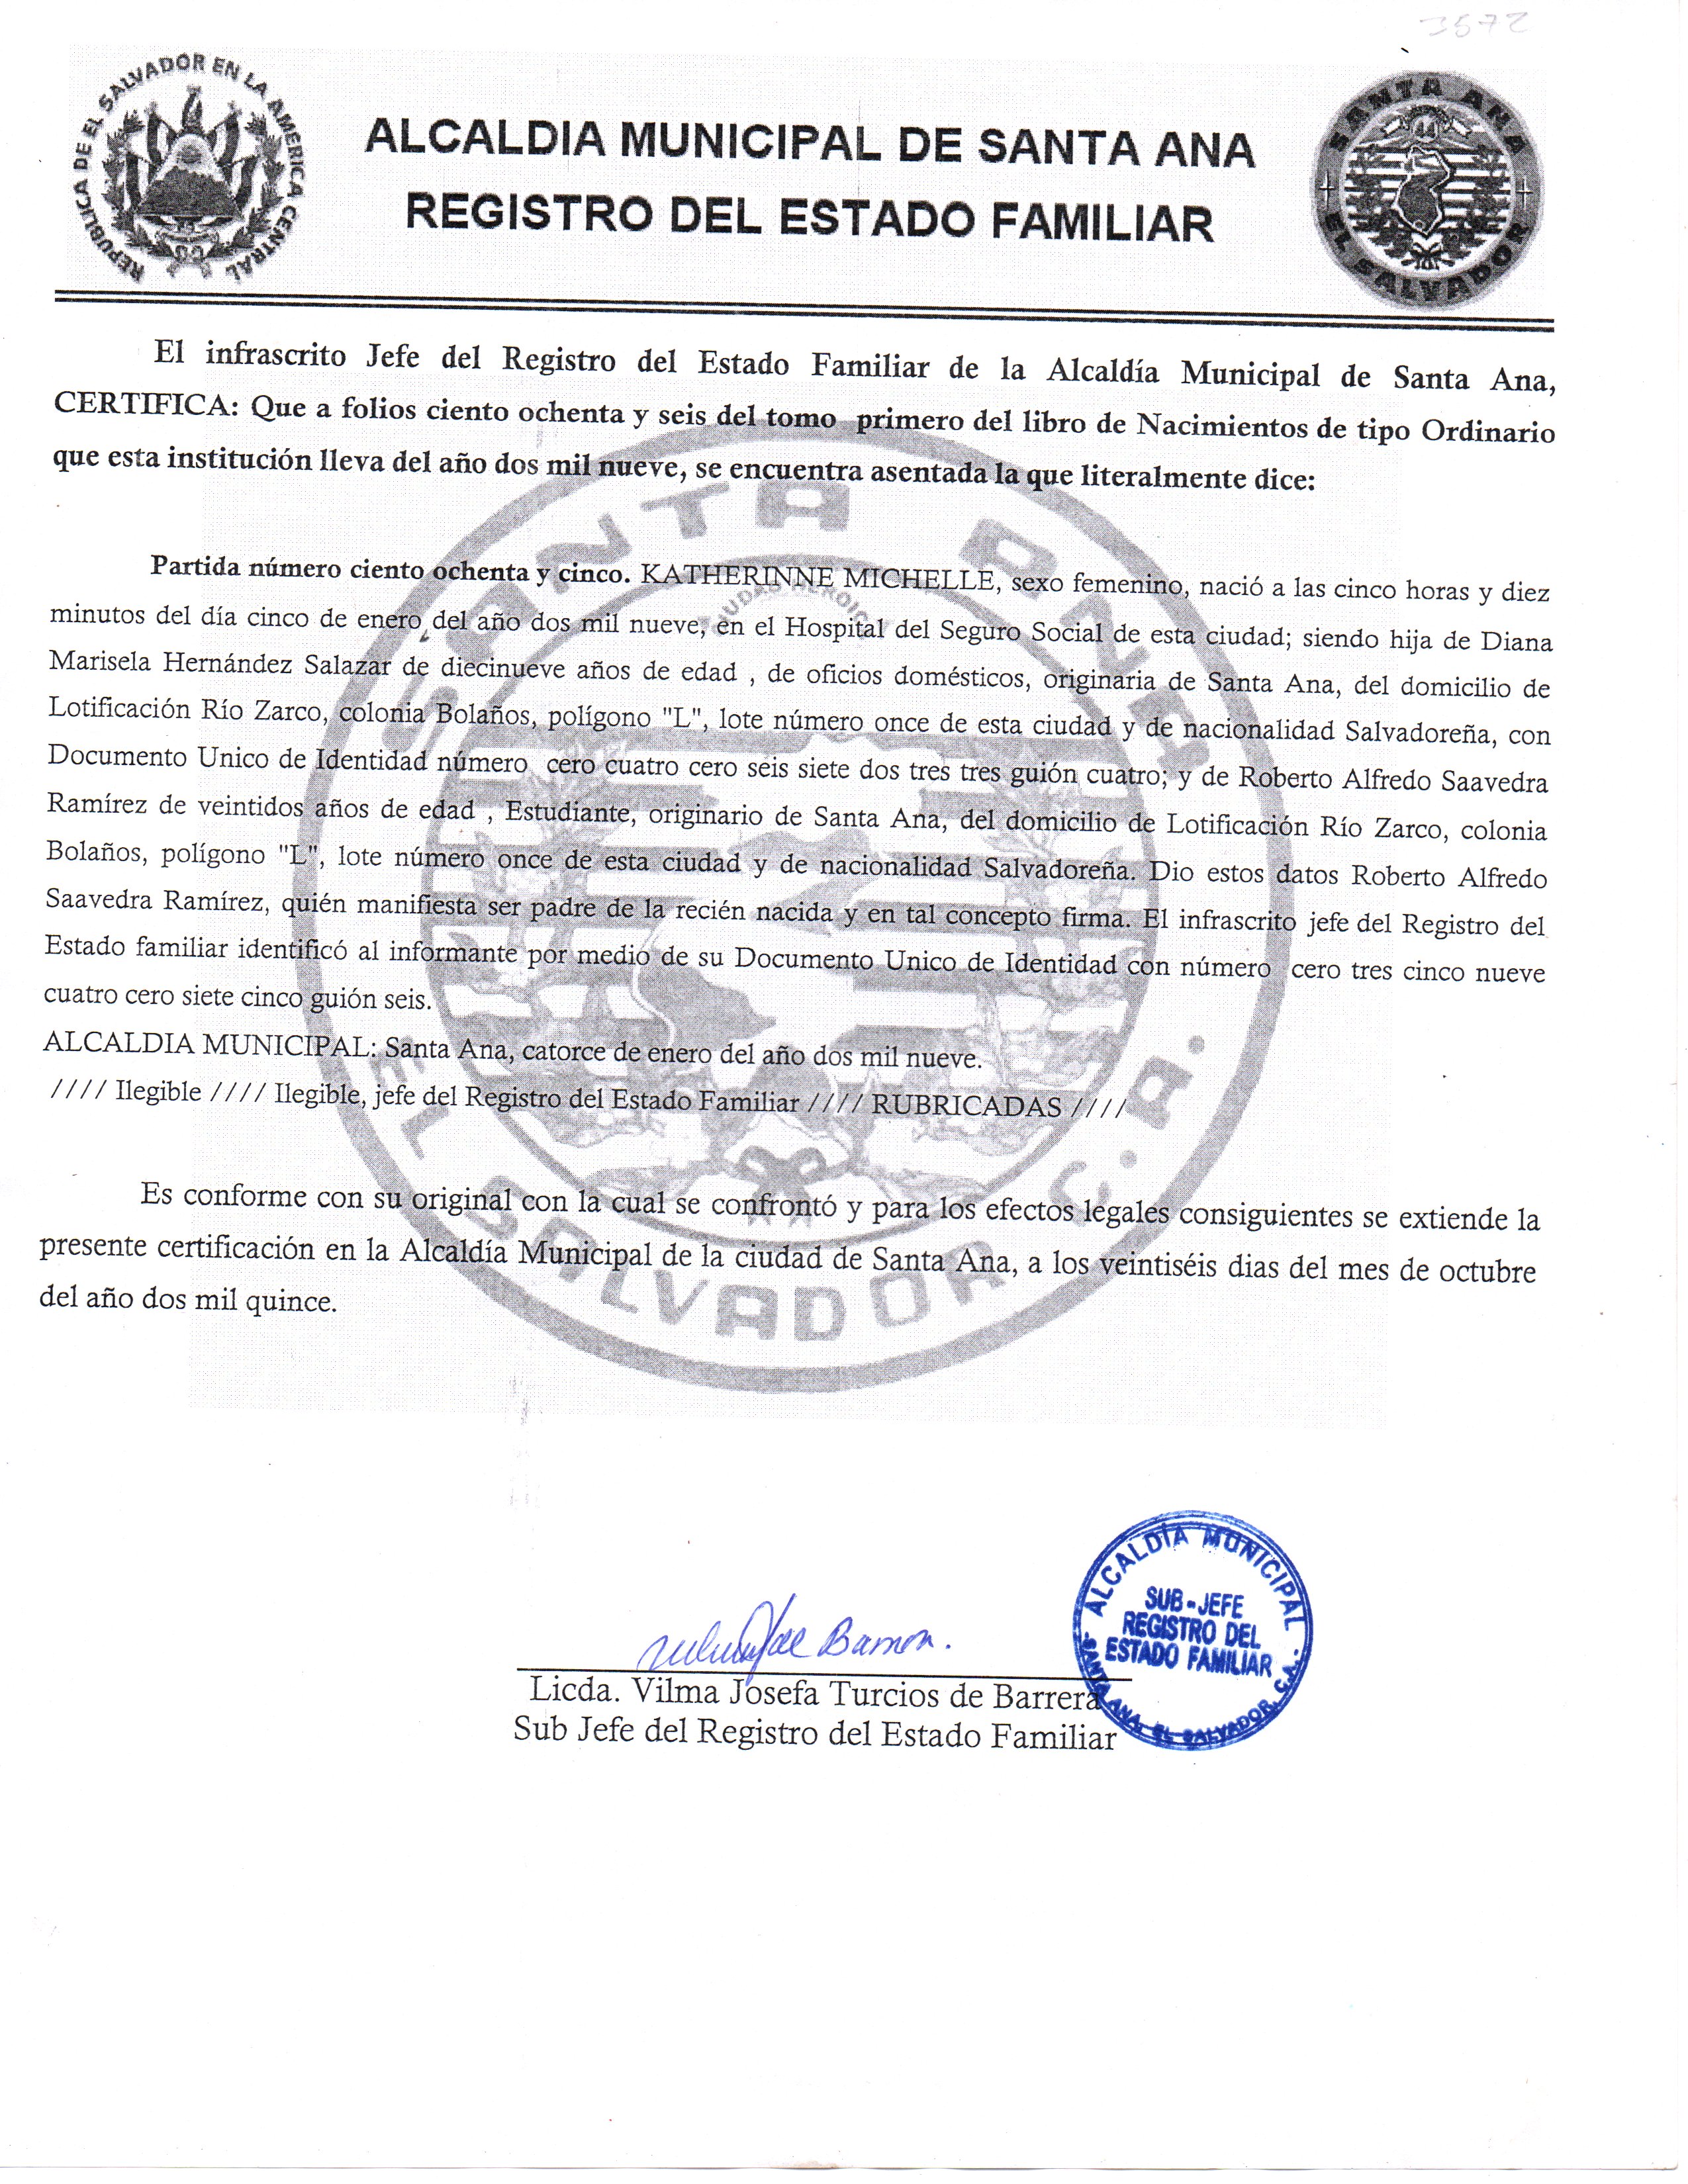 3572
REPUBLICA DE EL SALVADOR EN LA AMERICA CENTRAL
ALCALDIA MUNICIPAL DE SANTA ANA
REGISTRO DEL ESTADO FAMILIAR
SANTA ANA
EL SALVADOR
El infrascrito Jefe del Registro del Estado Familiar de la Alcaldía Municipal de Santa Ana,
CERTIFICA: Que a folios ciento ochenta y seis del tomo primero del libro de Nacimientos de tipo Ordinario
que esta institución lleva del año dos mil nueve, se encuentra asentada la que literalmente dice:
Partida número ciento ochenta y cinco. KATHERINNE MICHELLE, sexo femenino, nació a las cinco horas y diez
minutos del día cinco de enero del año dos mil nueve, en el Hospital del Seguro Social de esta ciudad; siendo hija de Diana
Marisela Hernández Salazar de diecinueve años de edad , de oficios domésticos, originaria de Santa Ana, del domicilio de
Lotificación Río Zarco, colonia Bolaños, polígono "L", lote número once de esta ciudad y de nacionalidad Salvadoreña, con
Documento Unico de Identidad número cero cuatro cero seis siete dos tres tres guión cuatro; y de Roberto Alfredo Saavedra
Ramírez de veintidos años de edad , Estudiante, originario de Santa Ana, del domicilio de Lotificación Río Zarco, colonia
Bolaños, polígono "L", lote número once de esta ciudad y de nacionalidad Salvadoreña. Dio estos datos Roberto Alfredo
Saavedra Ramírez, quién manifiesta ser padre de la recién nacida y en tal concepto firma. El infrascrito jefe del Registro del
Estado familiar identificó al informante por medio de su Documento Unico de Identidad con número cero tres cinco nueve
cuatro cero siete cinco guión seis.
ALCALDIA MUNICIPAL: Santa Ana, catorce de enero del año dos mil nueve.
//// Ilegible //// Ilegible, jefe del Registro del Estado Familiar //// RUBRICADAS ////
Es conforme con su original con la cual se confrontó y para los efectos legales consiguientes se extiende la
presente certificación en la Alcaldía Municipal de la ciudad de Santa Ana, a los veintiséis dias del mes de octubre
del año dos mil quince.
SANTA ANA
CIUDAD HEROICA
EL SALVADOR C.A.
Licda. Vilma Josefa Turcios de Barrera
Sub Jefe del Registro del Estado Familiar
ALCALDÍA MUNICIPAL
SUB-JEFE
REGISTRO DEL
ESTADO FAMILIAR
SANTA ANA, EL SALVADOR, C.A.